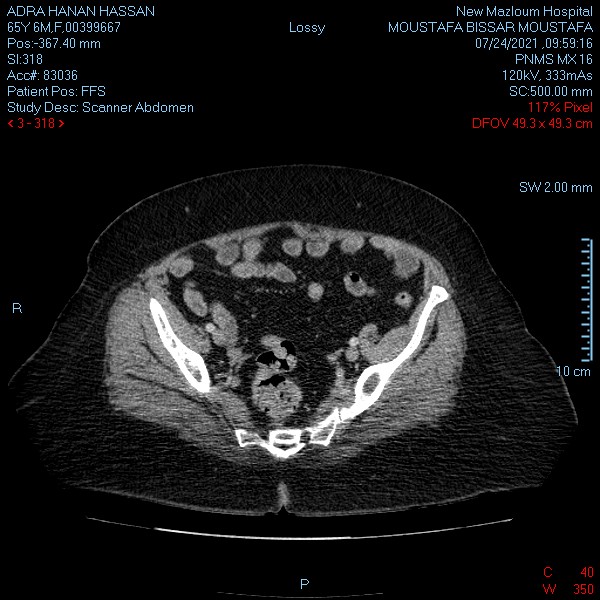 ADRA HANAN HASSAN
65Y 6M,F,00399667
Pos:-367.40 mm
SI:318
Acc#: 83036
Patient Pos: FFS
Study Desc: Scanner Abdomen
< 3 - 318 >
Lossy
New Mazloum Hospital
MOUSTAFA BISSAR MOUSTAFA
07/24/2021 ,09:59:16
PNMS MX 16
120kV, 333mAs
SC:500.00 mm
117% Pixel
DFOV 49.3 x 49.3 cm
SW 2.00 mm
R
10 cm
P
C 40
W 350